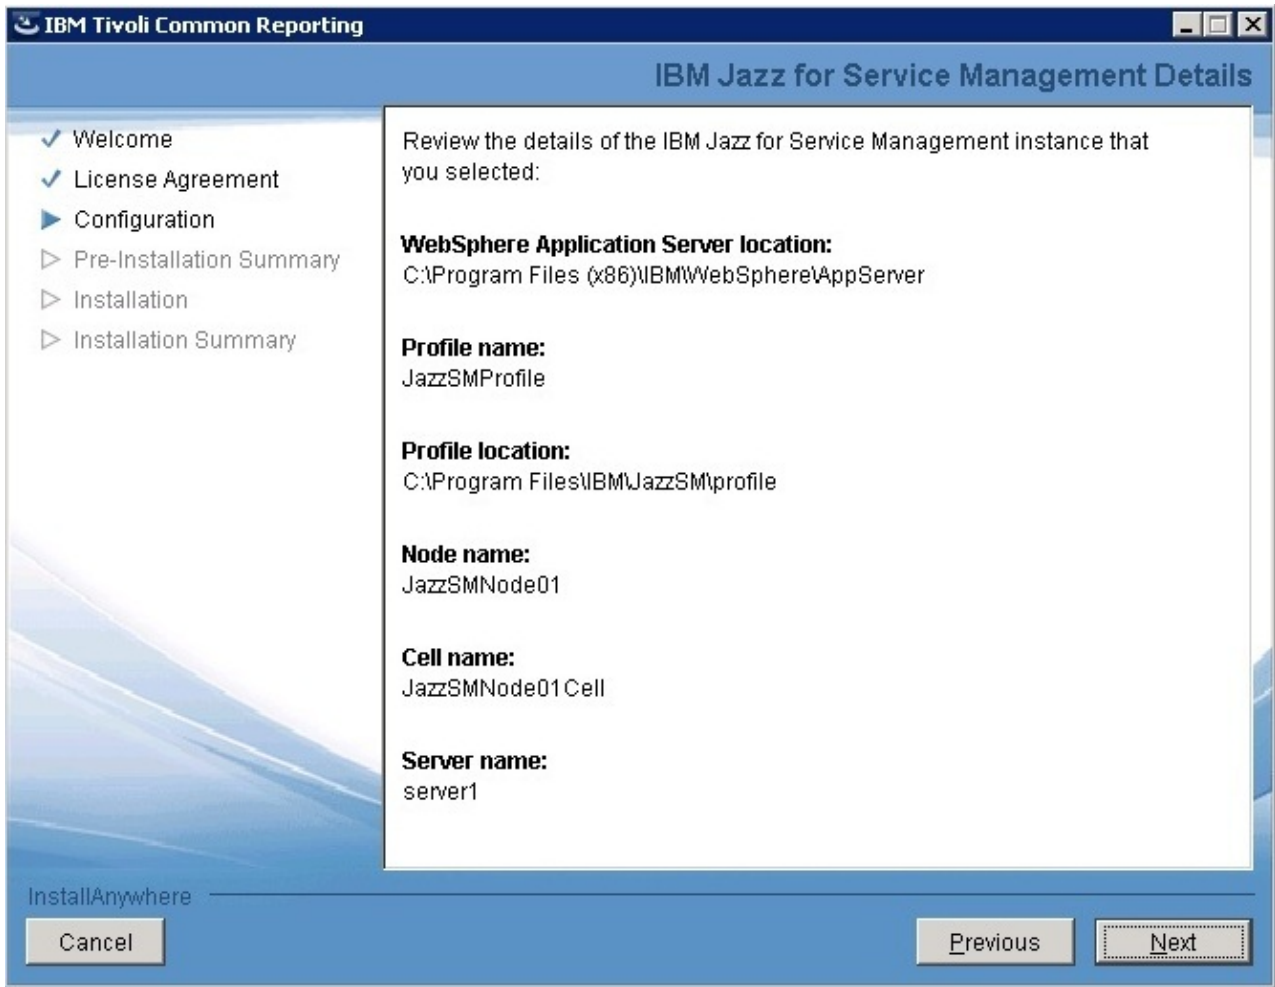 IBM Tivoli Common Reporting
IBM Jazz for Service Management Details
Welcome
License Agreement
Configuration
Pre-Installation Summary
Installation
Installation Summary
Review the details of the IBM Jazz for Service Management instance that
you selected:
WebSphere Application Server location:
C:\Program Files (x86)\IBM\WebSphere\AppServer
Profile name:
JazzSMProfile
Profile location:
C:\Program Files\IBM\JazzSM\profile
Node name:
JazzSMNode01
Cell name:
JazzSMNode01Cell
Server name:
server1
InstallAnywhere
Cancel
Previous
Next